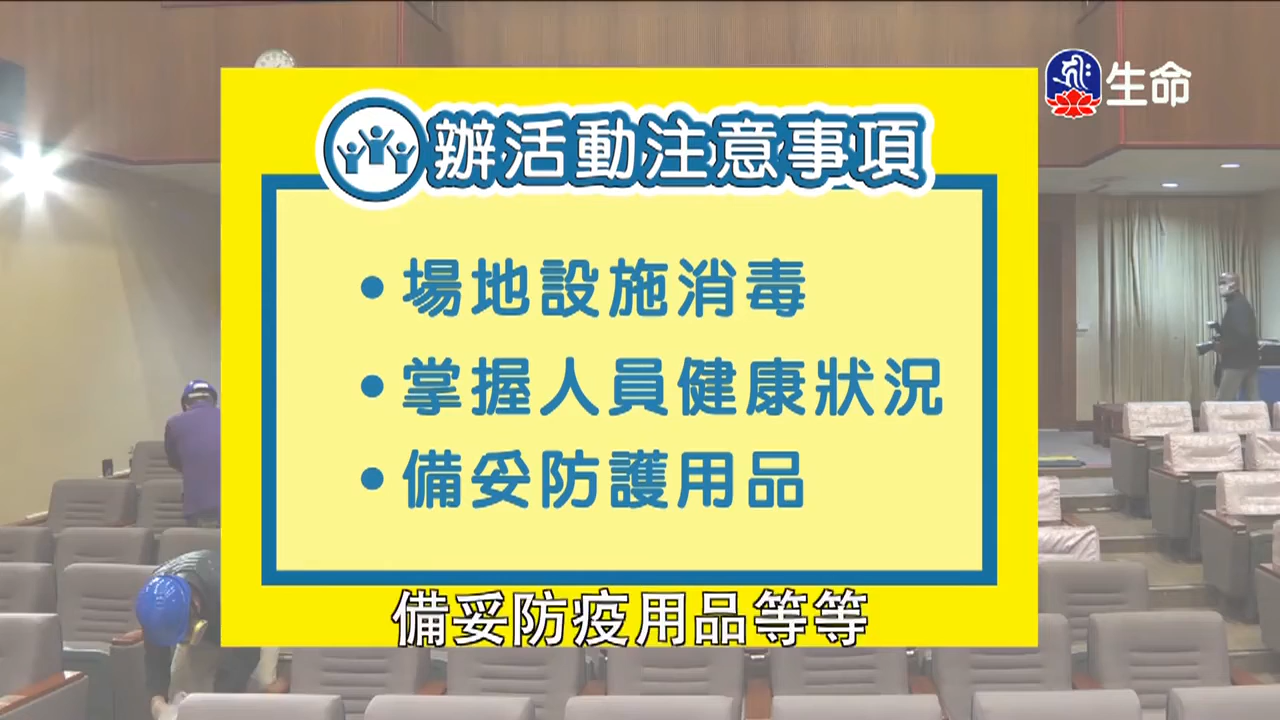 生命
辦活動注意事項
•場地設施消毒
•掌握人員健康狀況
•備妥防護用品
備妥防疫用品等等